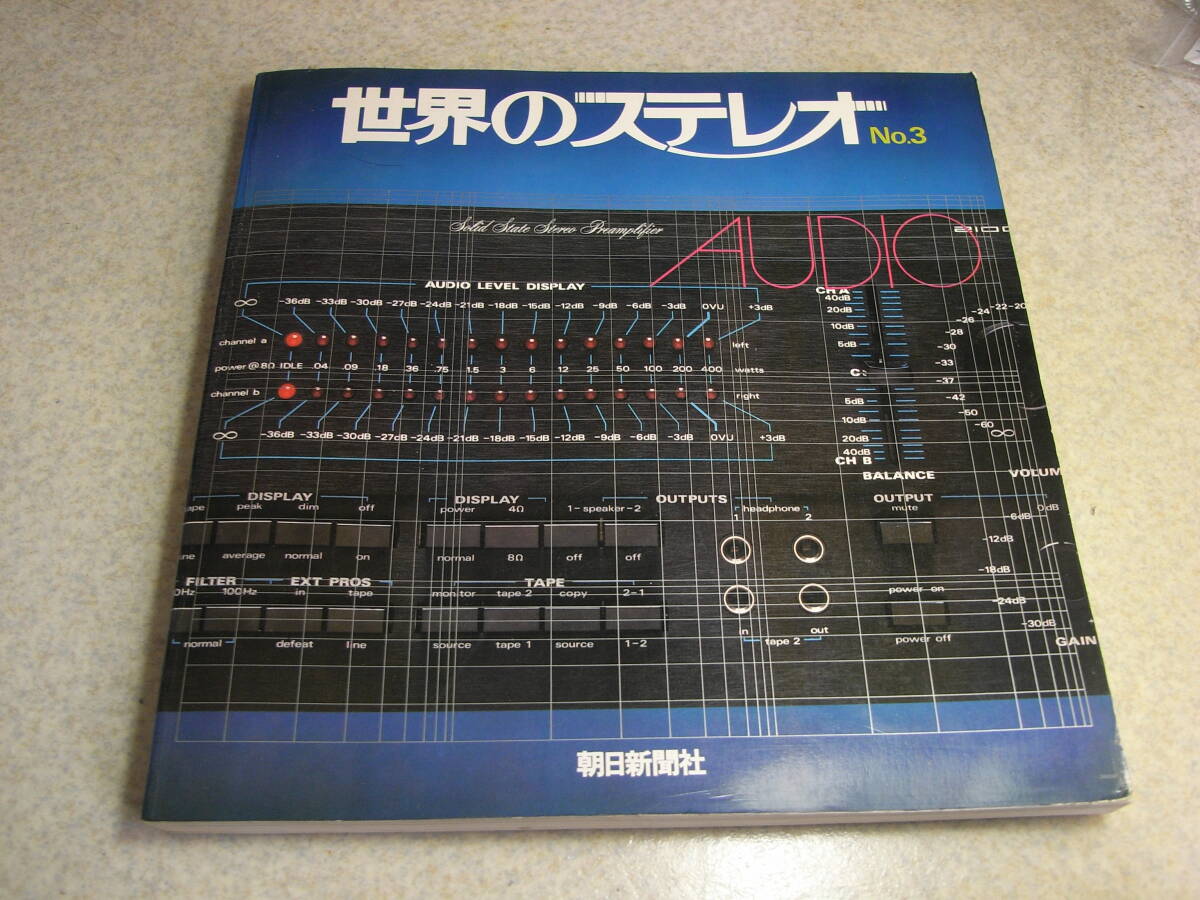 世界のステレオ No.3
Solid State Stereo Preamplifier
AUDIO
AUDIO LEVEL DISPLAY
∞ -36dB -33dB -30dB -27dB -24dB -21dB -18dB -15dB -12dB -9dB -6dB -3dB 0VU +3dB
channel a left
power@8Ω IDLE .04 .09 .18 .36 .75 1.5 3 6 12 25 50 100 200 400 watts
channel b right
∞ -36dB -33dB -30dB -27dB -24dB -21dB -18dB -15dB -12dB -9dB -6dB -3dB 0VU +3dB
CH A
40dB
20dB
10dB
5dB
5dB
10dB
20dB
40dB
CH B
BALANCE
-20
-22
-24
-26
-28
-30
-33
-37
-42
-50
-60
∞
VOLUM
DISPLAY
peak dim off
average normal on
DISPLAY
power 4Ω
normal 8Ω
OUTPUTS
1-speaker-2
off off
headphone
1 2
OUTPUT
mute
0dB
-6dB
-12dB
-18dB
-24dB
-30dB
GAIN
FILTER
100Hz
normal
EXT PROS
in tape
defeat line
TAPE
monitor tape 2 copy 2-1
source tape 1 source 1-2
in out
tape 2
power on
power off
朝日新聞社